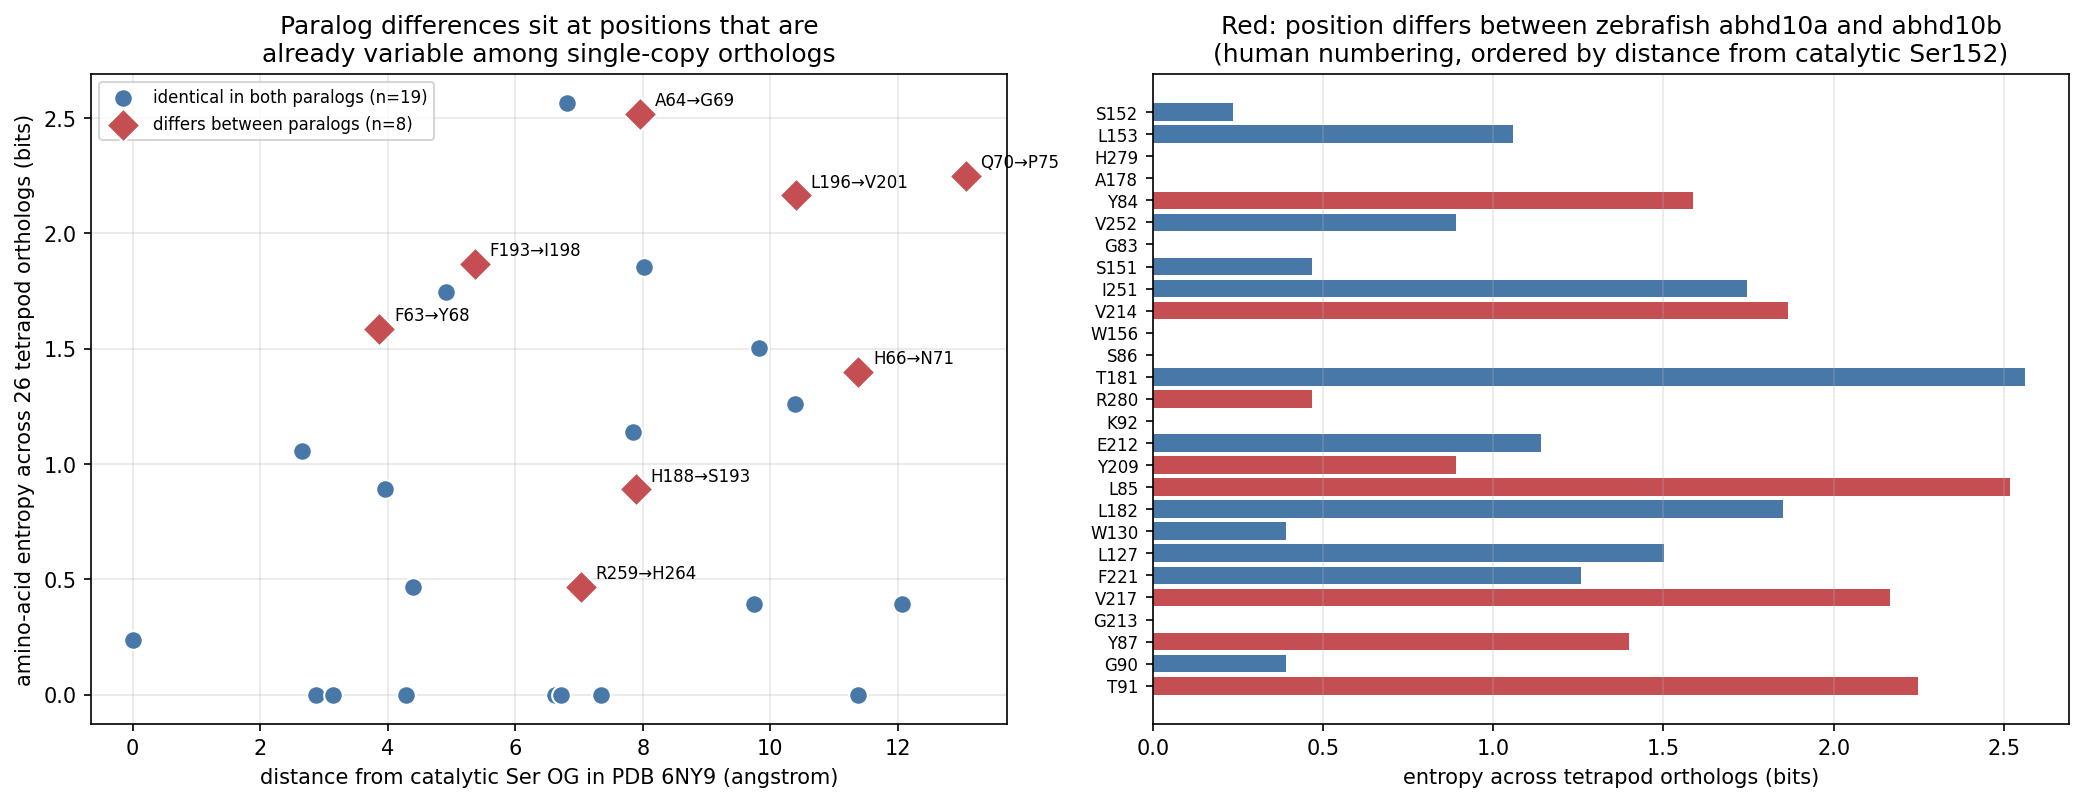 Paralog differences sit at positions that are
already variable among single-copy orthologs
identical in both paralogs (n=19)
differs between paralogs (n=8)
A64→G69
Q70→P75
L196→V201
F193→I198
F63→Y68
H66→N71
H188→S193
R259→H264
2.5
2.0
1.5
1.0
0.5
0.0
amino-acid entropy across 26 tetrapod orthologs (bits)
0 2 4 6 8 10 12
distance from catalytic Ser OG in PDB 6NY9 (angstrom)
Red: position differs between zebrafish abhd10a and abhd10b
(human numbering, ordered by distance from catalytic Ser152)
S152
L153
H279
A178
Y84
V252
G83
S151
I251
V214
W156
S86
T181
R280
K92
E212
Y209
L85
L182
W130
L127
F221
V217
G213
Y87
G90
T91
0.0 0.5 1.0 1.5 2.0 2.5
entropy across tetrapod orthologs (bits)